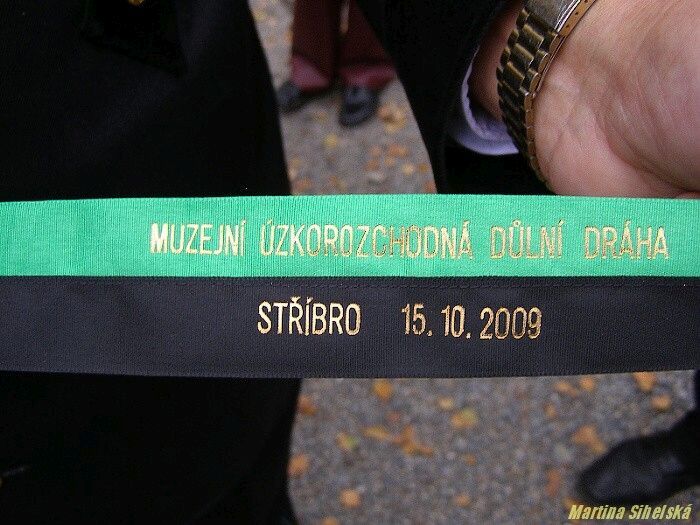 MUZEJNÍ ÚZKOROZCHODNÁ DŮLNÍ DRÁHA
STŘÍBRO 15. 10. 2009
Martina Sihelská